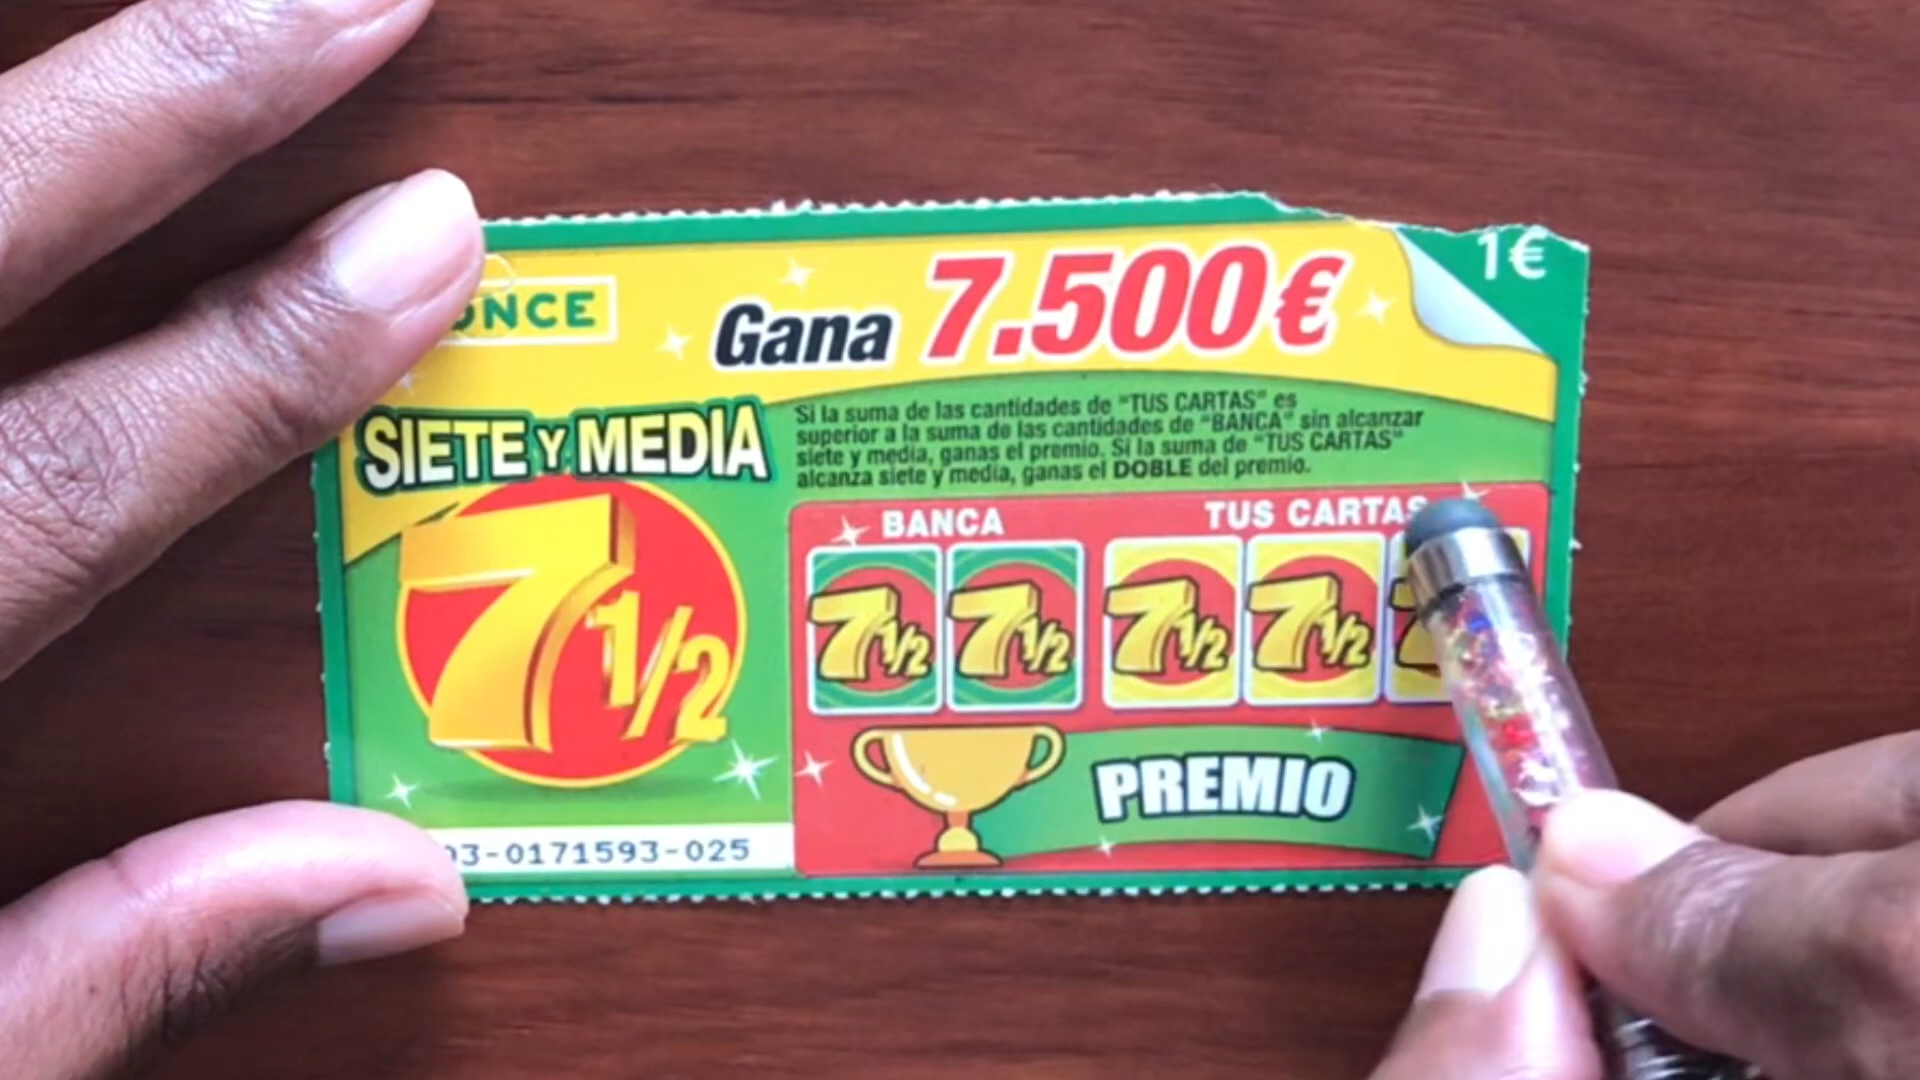 ONCE
Gana 7.500€
1€
SIETE Y MEDIA
7 1/2
Si la suma de las cantidades de "TUS CARTAS" es
superior a la suma de las cantidades de "BANCA" sin alcanzar
siete y media, ganas el premio. Si la suma de "TUS CARTAS"
alcanza siete y media, ganas el DOBLE del premio.
BANCA TUS CARTAS
7 1/2 7 1/2 7 1/2 7 1/2 7
PREMIO
3-0171593-025